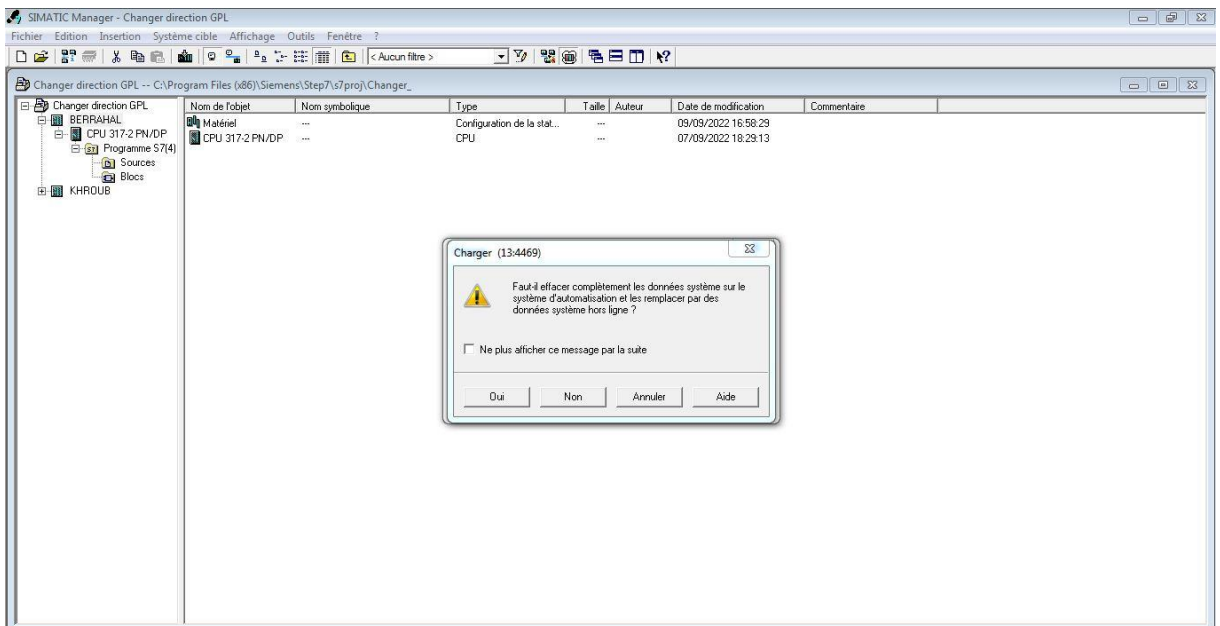 SIMATIC Manager - Changer direction GPL
Fichier Edition Insertion Système cible Affichage Outils Fenêtre ?
< Aucun filtre >
Changer direction GPL -- C:\Program Files (x86)\Siemens\Step7\s7proj\Changer_
Changer direction GPL
BERRAHAL
CPU 317-2 PN/DP
Programme S7(4)
Sources
Blocs
KHROUB
Nom de l'objet Nom symbolique Type Taille Auteur Date de modification Commentaire
Matériel --- Configuration de la stat... --- 09/09/2022 16:58:29
CPU 317-2 PN/DP --- CPU --- 07/09/2022 18:29:13
Charger (13:4469)
Faut-il effacer complètement les données système sur le
système d'automatisation et les remplacer par des
données système hors ligne ?
Ne plus afficher ce message par la suite
Oui Non Annuler Aide